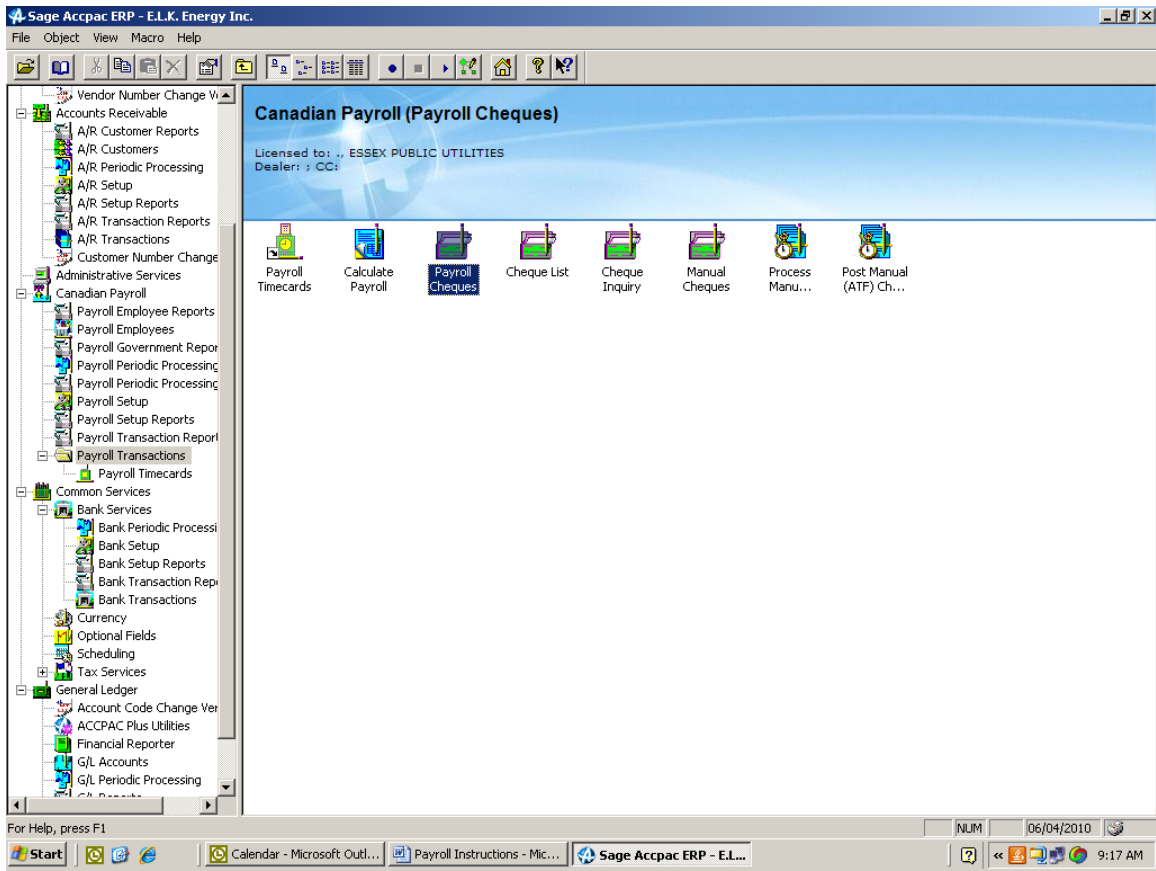 Sage Accpac ERP - E.L.K. Energy Inc.
File Object View Macro Help
Vendor Number Change V
Accounts Receivable
A/R Customer Reports
A/R Customers
A/R Periodic Processing
A/R Setup
A/R Setup Reports
A/R Transaction Reports
A/R Transactions
Customer Number Change
Administrative Services
Canadian Payroll
Payroll Employee Reports
Payroll Employees
Payroll Government Repor
Payroll Periodic Processing
Payroll Periodic Processing
Payroll Setup
Payroll Setup Reports
Payroll Transaction Report
Payroll Transactions
Payroll Timecards
Common Services
Bank Services
Bank Periodic Processi
Bank Setup
Bank Setup Reports
Bank Transaction Rep
Bank Transactions
Currency
Optional Fields
Scheduling
Tax Services
General Ledger
Account Code Change Ver
ACCPAC Plus Utilities
Financial Reporter
G/L Accounts
G/L Periodic Processing
Canadian Payroll (Payroll Cheques)
Licensed to: ., ESSEX PUBLIC UTILITIES
Dealer: ; CC:
Payroll Timecards
Calculate Payroll
Payroll Cheques
Cheque List
Cheque Inquiry
Manual Cheques
Process Manu...
Post Manual (ATF) Ch...
For Help, press F1
NUM
06/04/2010
Start
Calendar - Microsoft Outl...
Payroll Instructions - Mic...
Sage Accpac ERP - E.L...
9:17 AM